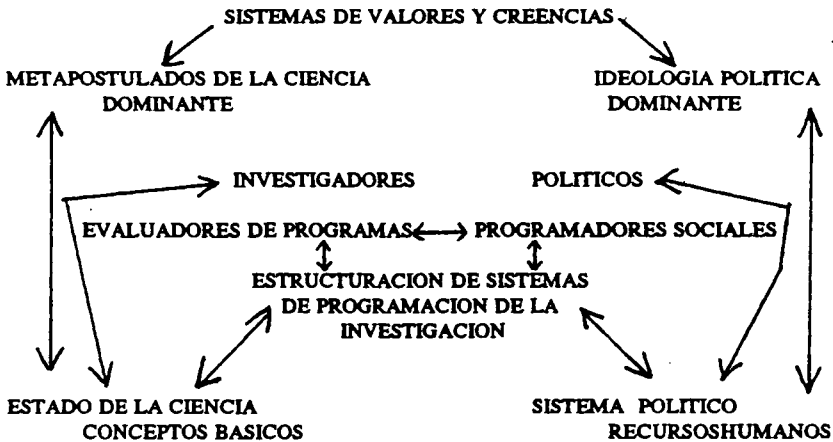 SISTEMAS DE VALORES Y CREENCIAS
METAPOSTULADOS DE LA CIENCIA
DOMINANTE
IDEOLOGIA POLITICA
DOMINANTE
INVESTIGADORES
POLITICOS
EVALUADORES DE PROGRAMAS
PROGRAMADORES SOCIALES
ESTRUCTURACION DE SISTEMAS
DE PROGRAMACION DE LA
INVESTIGACION
ESTADO DE LA CIENCIA
CONCEPTOS BASICOS
SISTEMA POLITICO
RECURSOSHUMANOS